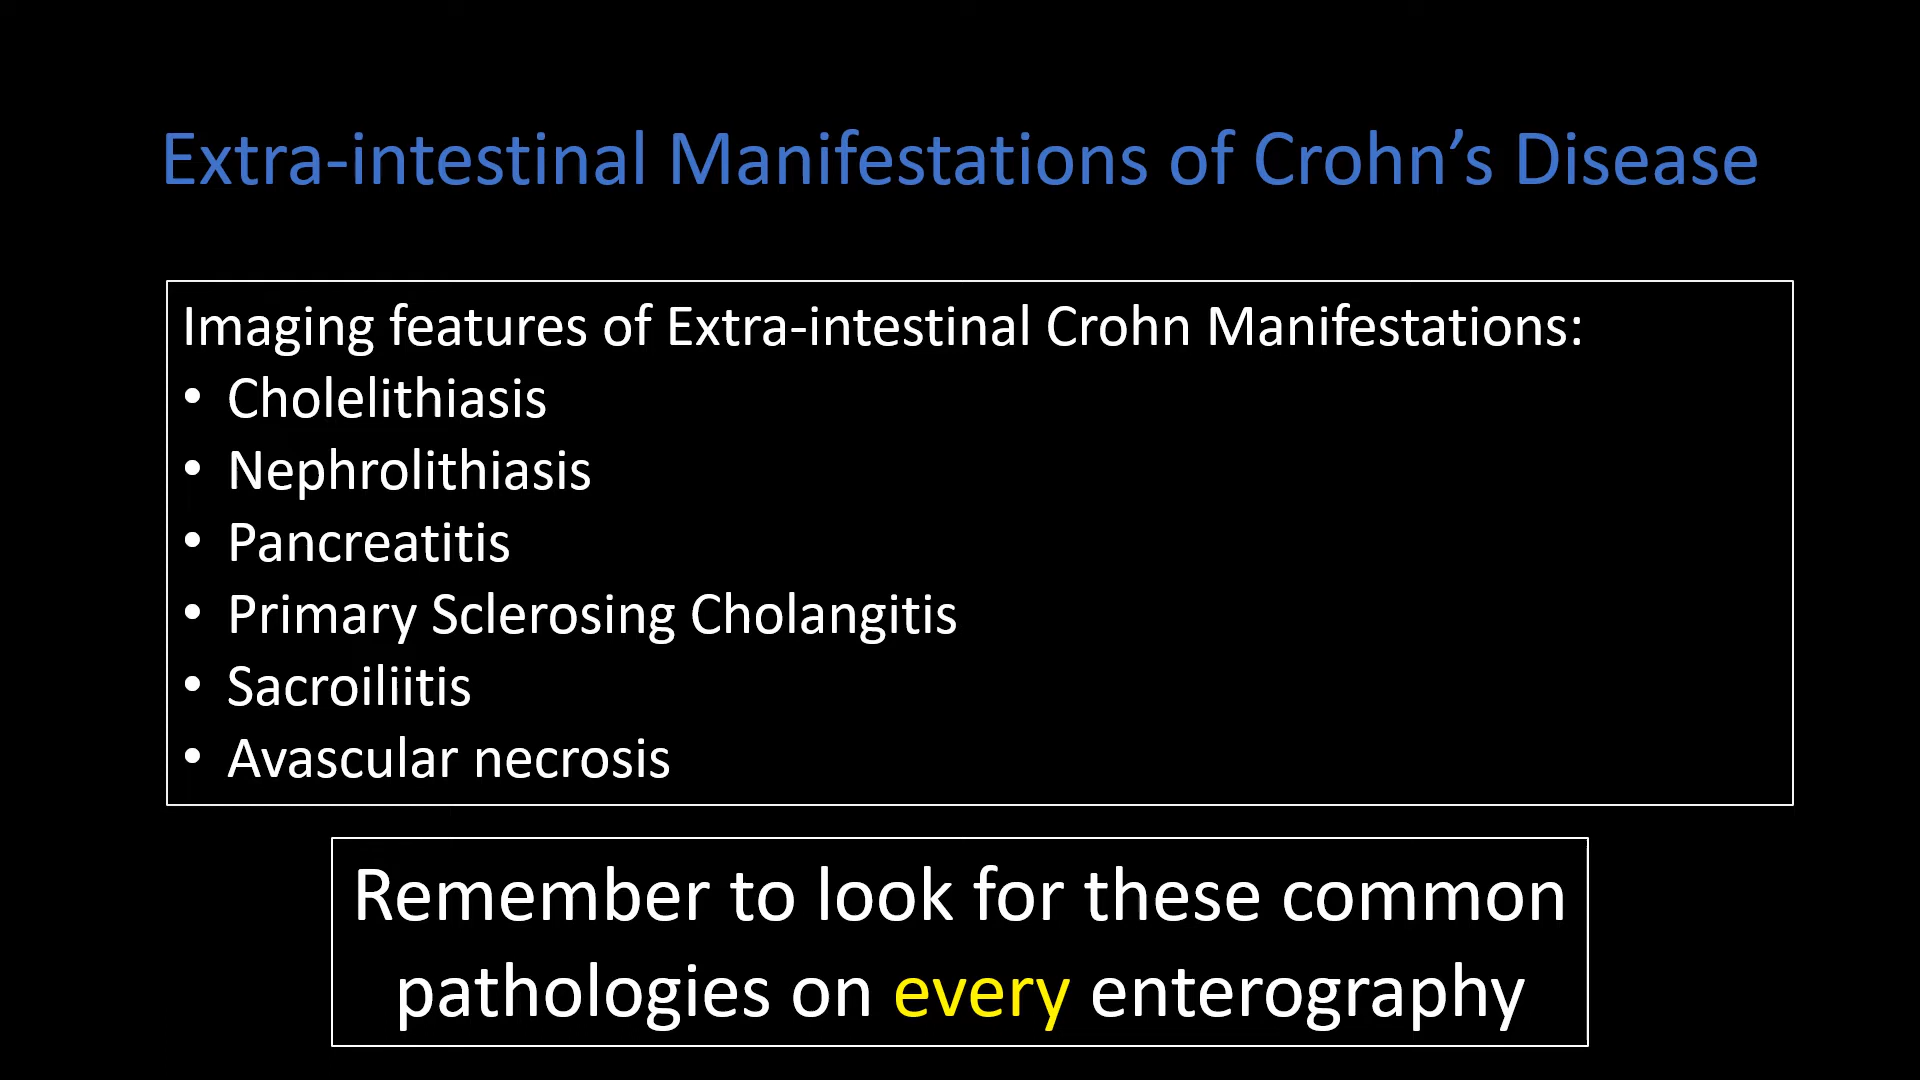 Extra-intestinal Manifestations of Crohn’s Disease
Imaging features of Extra-intestinal Crohn Manifestations:
• Cholelithiasis
• Nephrolithiasis
• Pancreatitis
• Primary Sclerosing Cholangitis
• Sacroiliitis
• Avascular necrosis
Remember to look for these common
pathologies on every enterography